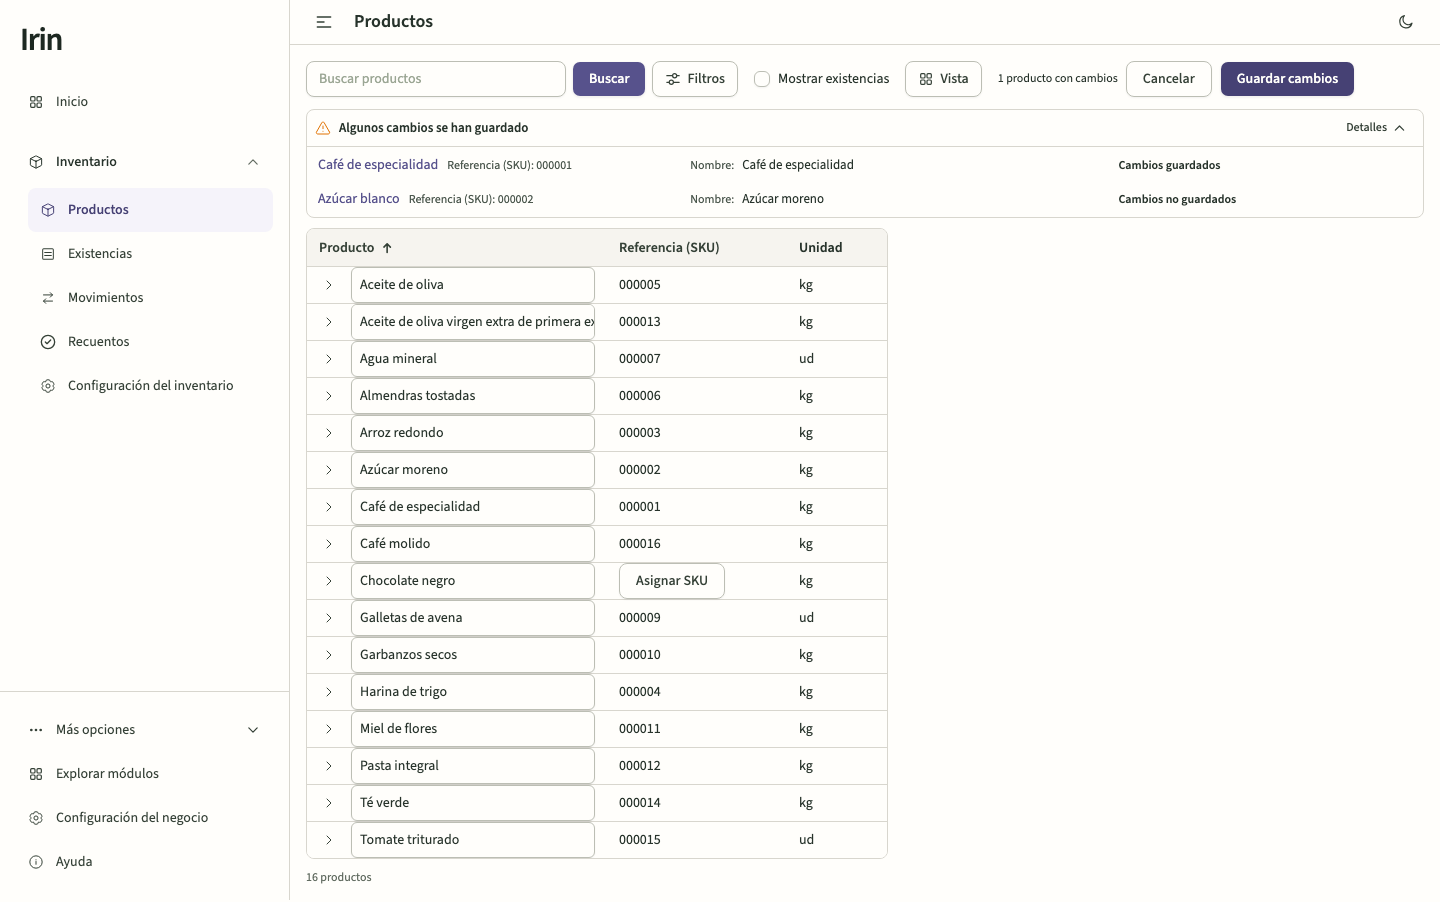 Irin
Productos
Inicio
Inventario
Productos
Existencias
Movimientos
Recuentos
Configuración del inventario
Más opciones
Explorar módulos
Configuración del negocio
Ayuda
Buscar productos Buscar Filtros Mostrar existencias Vista 1 producto con cambios Cancelar Guardar cambios
Algunos cambios se han guardado Detalles
Café de especialidad Referencia (SKU): 000001 Nombre: Café de especialidad Cambios guardados
Azúcar blanco Referencia (SKU): 000002 Nombre: Azúcar moreno Cambios no guardados
Producto Referencia (SKU) Unidad
Aceite de oliva 000005 kg
Aceite de oliva virgen extra de primera ex 000013 kg
Agua mineral 000007 ud
Almendras tostadas 000006 kg
Arroz redondo 000003 kg
Azúcar moreno 000002 kg
Café de especialidad 000001 kg
Café molido 000016 kg
Chocolate negro Asignar SKU kg
Galletas de avena 000009 ud
Garbanzos secos 000010 kg
Harina de trigo 000004 kg
Miel de flores 000011 kg
Pasta integral 000012 kg
Té verde 000014 kg
Tomate triturado 000015 ud
16 productos